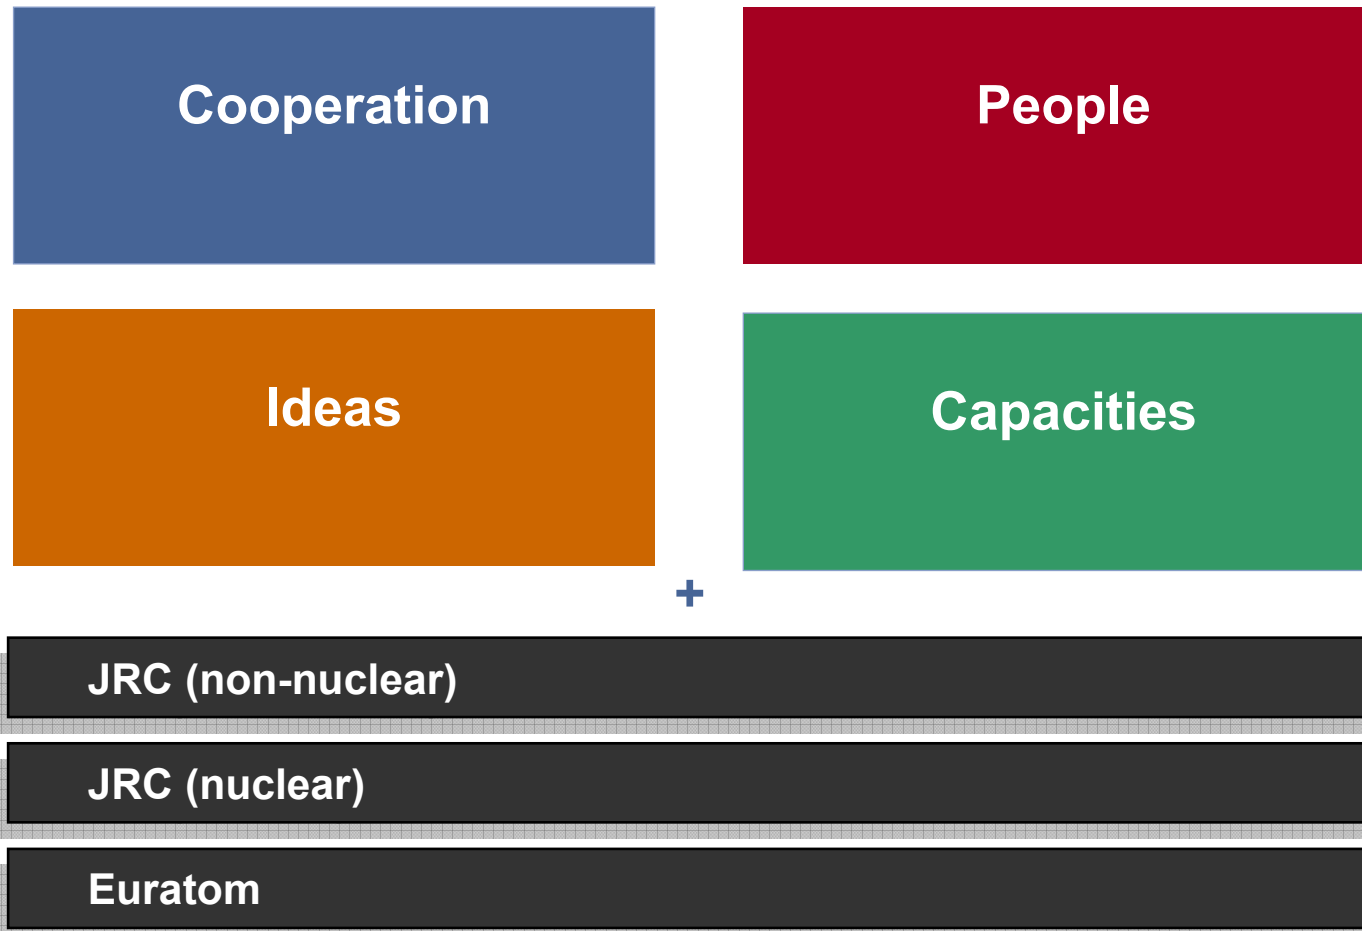 Cooperation
People
Ideas
Capacities
+
JRC (non-nuclear)
JRC (nuclear)
Euratom